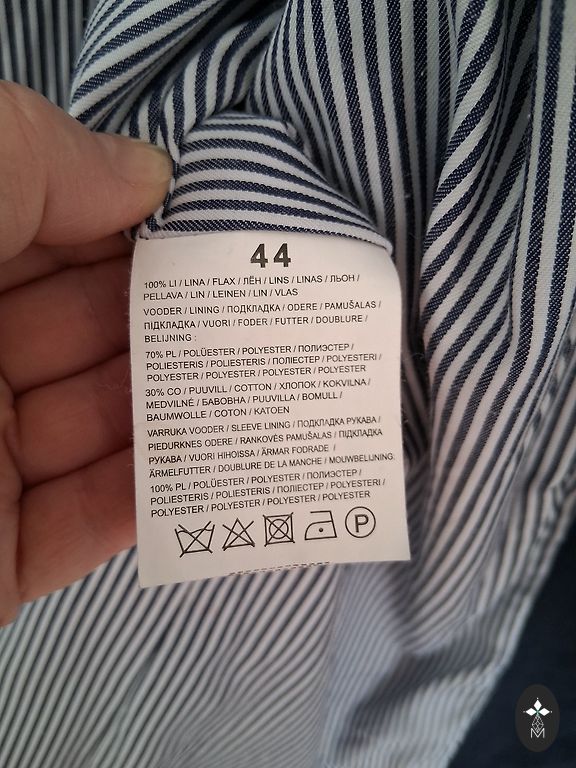 44
100% LI / LINA / FLAX / ЛЁН / LINS / LINAS / ЛЬОН /
PELLAVA / LIN / LEINEN / LIN / VLAS
VOODER / LINING / ПОДКЛАДКА / ODERE / PAMUŠALAS /
ПІДКЛАДКА / VUORI / FODER / FUTTER / DOUBLURE /
BELIJNING :
70% PL / POLÜESTER / POLYESTER / ПОЛИЭСТЕР /
POLIESTERIS / POLIESTERIS / ПОЛІЕСТЕР / POLYESTERI /
POLYESTER / POLYESTER / POLYESTER / POLYESTER
30% CO / PUUVILL / COTTON / ХЛОПОК / KOKVILNA /
MEDVILNĖ / БАВОВНА / PUUVILLA / BOMULL /
BAUMWOLLE / COTON / KATOEN
VARRUKA VOODER / SLEEVE LINING / ПОДКЛАДКА РУКАВА /
PIEDURKNES ODERE / RANKOVĖS PAMUŠALAS / ПІДКЛАДКА
РУКАВА / VUORI HIHOISSA / ÄRMAR FODRADE /
ÄRMELFUTTER / DOUBLURE DE LA MANCHE / MOUWBELIJNING:
100% PL / POLÜESTER / POLYESTER / ПОЛИЭСТЕР /
POLIESTERIS / POLIESTERIS / ПОЛІЕСТЕР / POLYESTERI /
POLYESTER / POLYESTER / POLYESTER / POLYESTER
P
M